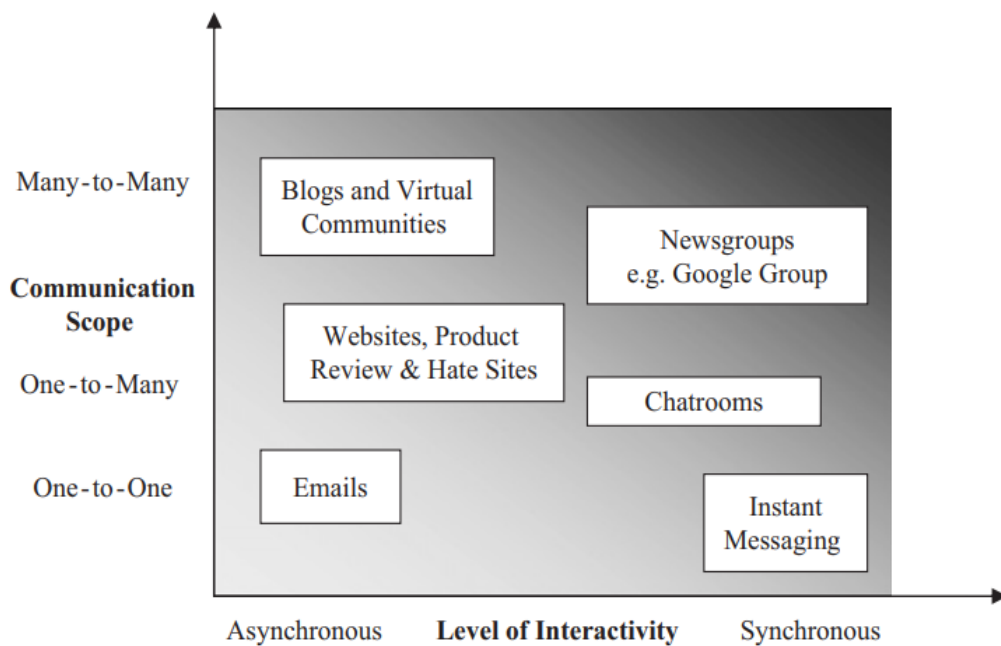 Many-to-Many
Blogs and Virtual
Communities
Newsgroups
e.g. Google Group
Communication
Scope
Websites, Product
Review & Hate Sites
One-to-Many
Chatrooms
One-to-One
Emails
Instant
Messaging
Asynchronous
Level of Interactivity
Synchronous